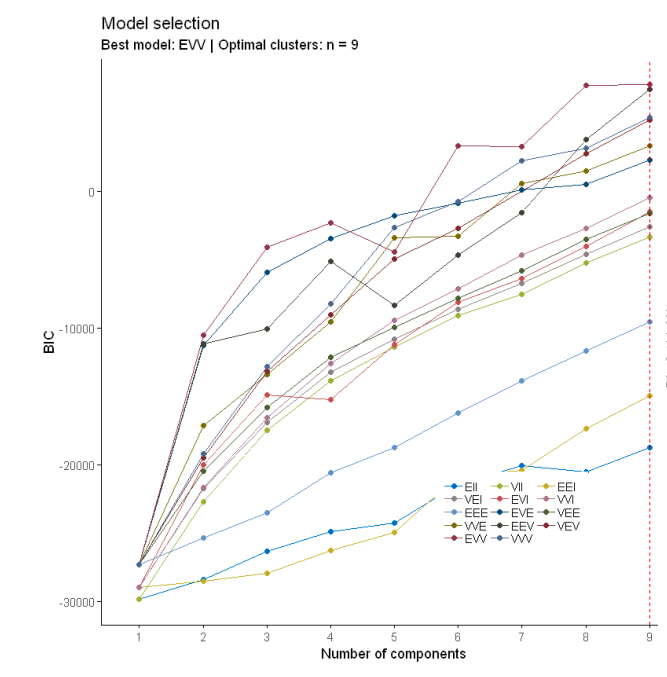 Model selection
Best model: EVV | Optimal clusters: n = 9
BIC
0
-10000
-20000
-30000
EII VII EEI
VEI EVI VVI
EEE EVE VEE
VVE EEV VEV
EVV VVV
1 2 3 4 5 6 7 8 9
Number of components